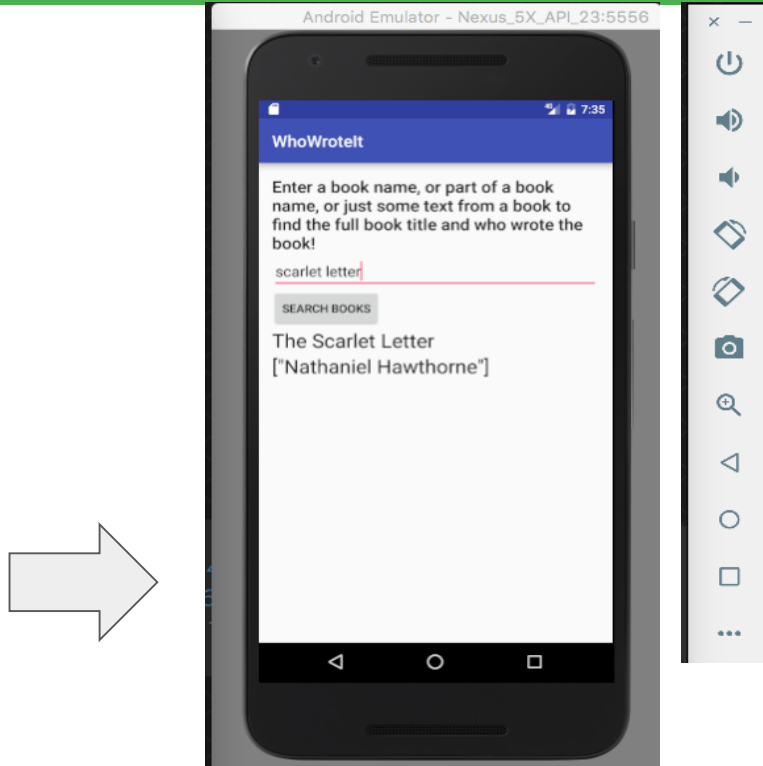 Android Emulator - Nexus_5X_API_23:5556
4G 7:35
WhoWroteIt
Enter a book name, or part of a book
name, or just some text from a book to
find the full book title and who wrote the
book!
scarlet letter
SEARCH BOOKS
The Scarlet Letter
["Nathaniel Hawthorne"]